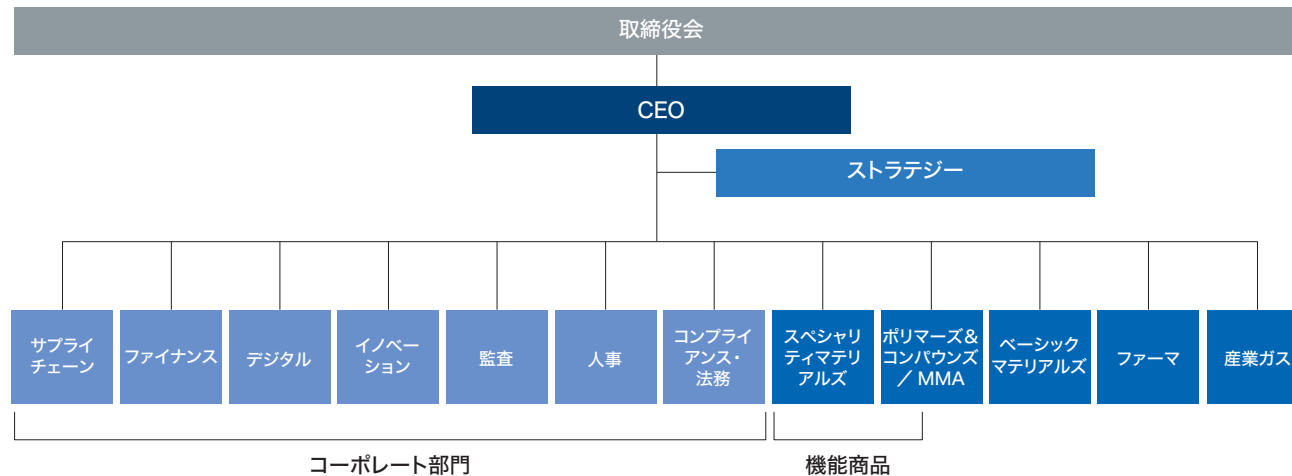 取締役会
CEO
ストラテジー
サプライ
チェーン
ファイナンス
デジタル
イノベー
ション
監査
人事
コンプライ
アンス・
法務
スペシャリ
ティマテリ
アルズ
ポリマーズ&
コンパウンズ
／MMA
ベーシック
マテリアルズ
ファーマ
産業ガス
コーポレート部門
機能商品